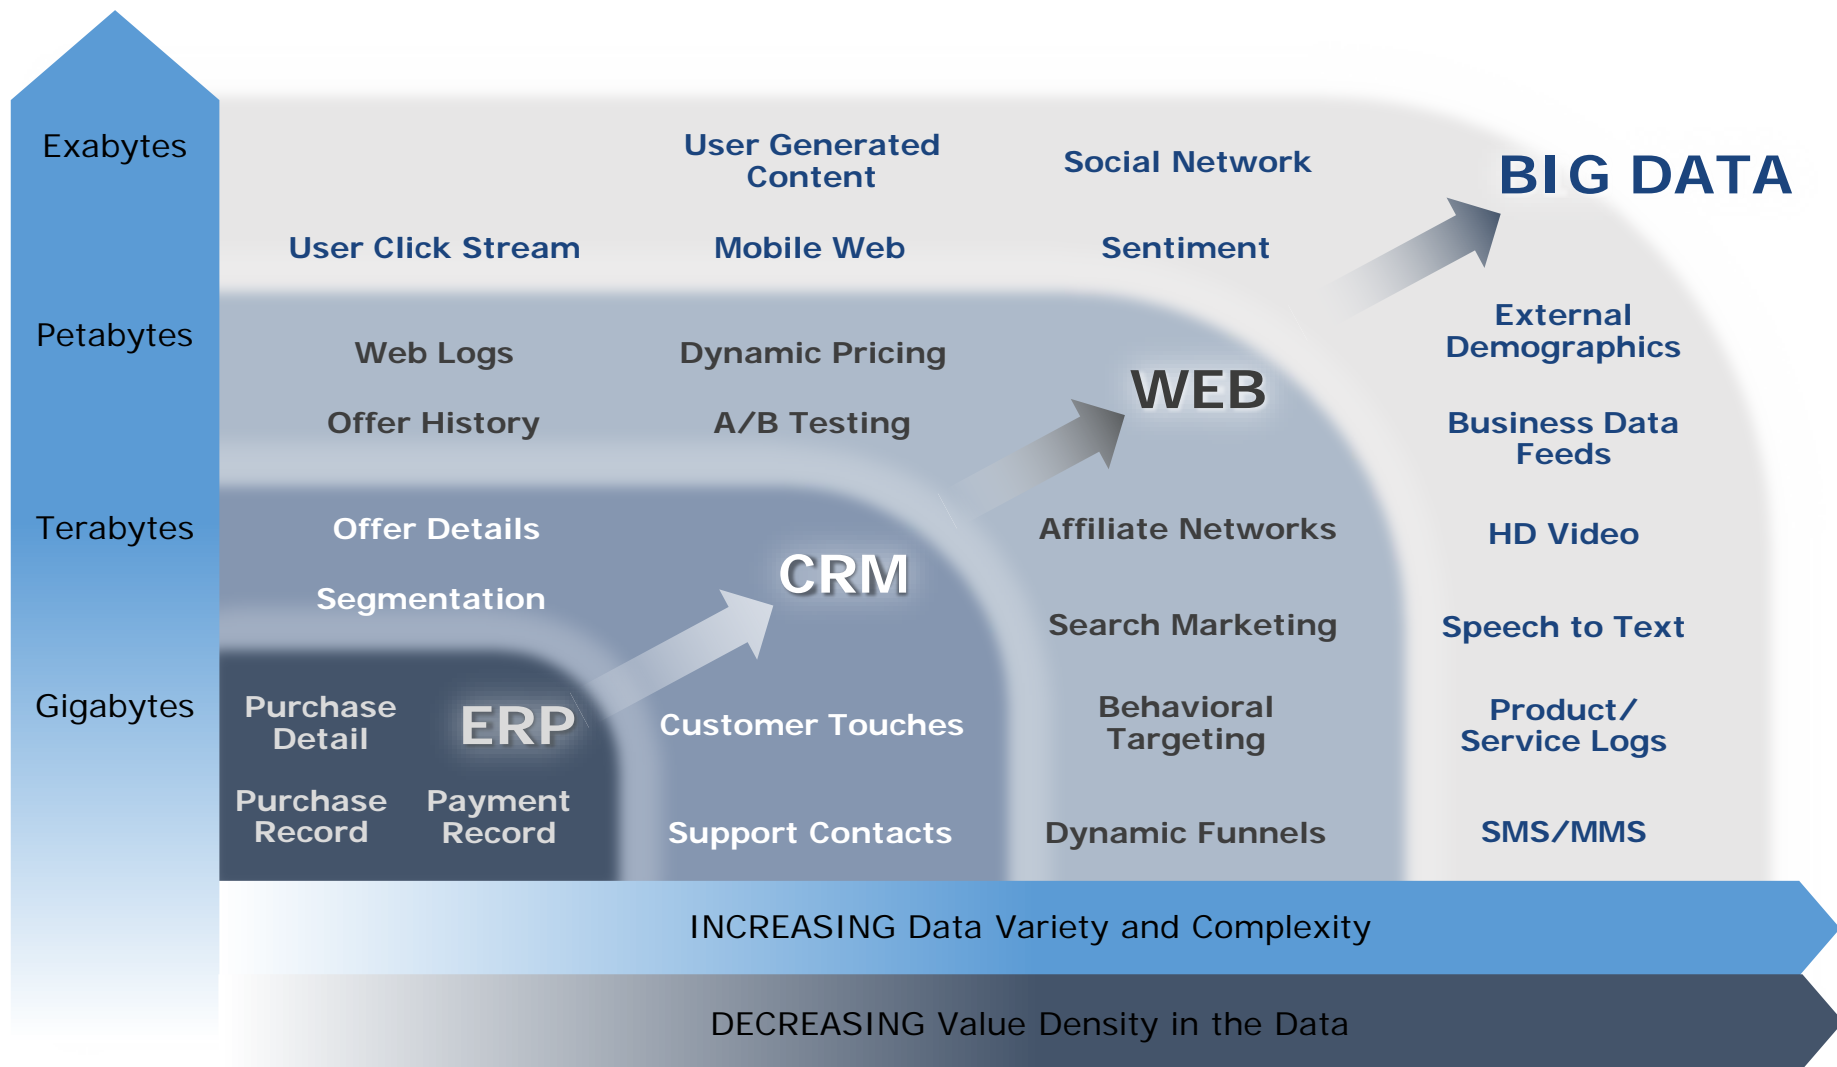 Exabytes
User Generated
Content
Social Network
BIG DATA
User Click Stream
Mobile Web
Sentiment
Petabytes
External
Demographics
Web Logs
Dynamic Pricing
WEB
Offer History
A/B Testing
Business Data
Feeds
Terabytes
Offer Details
CRM
Affiliate Networks
HD Video
Segmentation
Search Marketing
Speech to Text
Gigabytes
Purchase
Detail
ERP
Customer Touches
Behavioral
Targeting
Product/
Service Logs
Purchase
Record
Payment
Record
Support Contacts
Dynamic Funnels
SMS/MMS
INCREASING Data Variety and Complexity
DECREASING Value Density in the Data